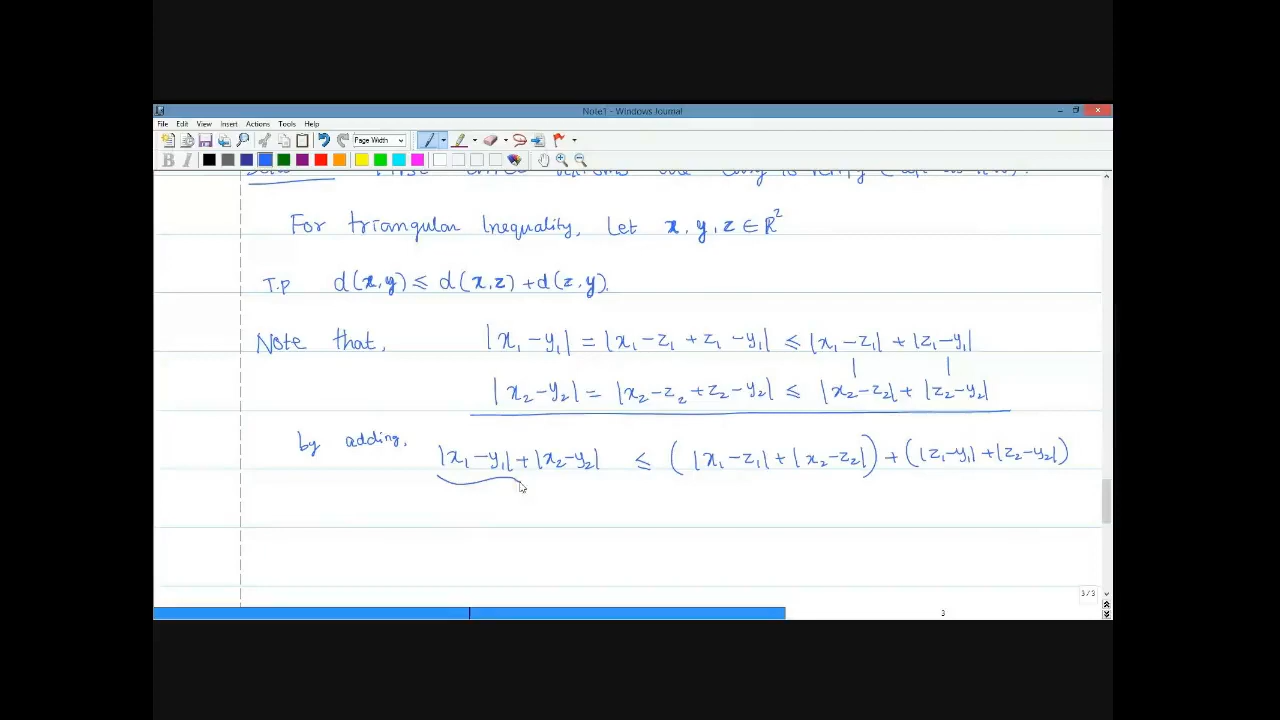 Note1 - Windows Journal
File Edit View Insert Actions Tools Help
Page Width
B I
For triangular Inequality, Let x, y, z ∈ ℝ²
T.P d(x,y) ≤ d(x,z) + d(z,y).
Note that, |x₁ - y₁| = |x₁ - z₁ + z₁ - y₁| ≤ |x₁ - z₁| + |z₁ - y₁|
|x₂ - y₂| = |x₂ - z₂ + z₂ - y₂| ≤ |x₂ - z₂| + |z₂ - y₂|
by adding, |x₁ - y₁| + |x₂ - y₂| ≤ (|x₁ - z₁| + |x₂ - z₂|) + (|z₁ - y₁| + |z₂ - y₂|)
3 / 3
3